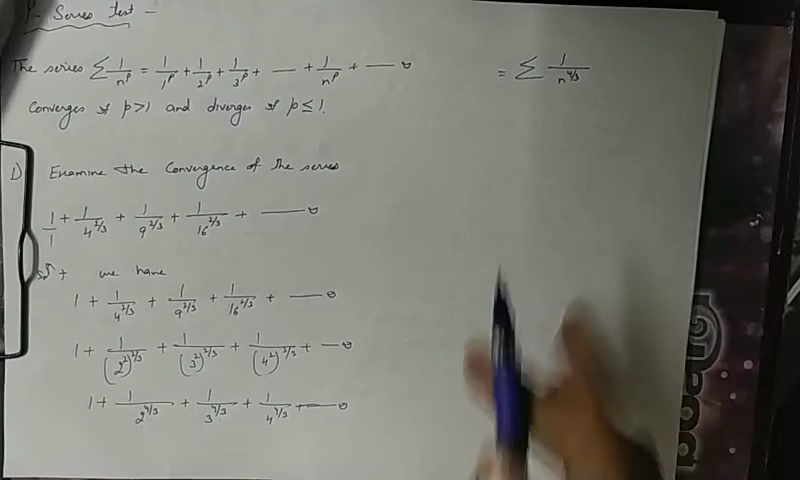 P- Series test -
The series ∑ 1/n^p = 1/1^p + 1/2^p + 1/3^p + — + 1/n^p + — ∞
Converges if p>1 and diverges if p ≤ 1.
1) Examine the Convergence of the series
1/1 + 1/4^2/3 + 1/9^2/3 + 1/16^2/3 + — ∞
we have
1 + 1/4^2/3 + 1/9^2/3 + 1/16^2/3 + — ∞
1 + 1/(2^2)^2/3 + 1/(3^2)^2/3 + 1/(4^2)^2/3 + — ∞
1 + 1/2^4/3 + 1/3^4/3 + 1/4^4/3 + — ∞
= ∑ 1/n^4/3